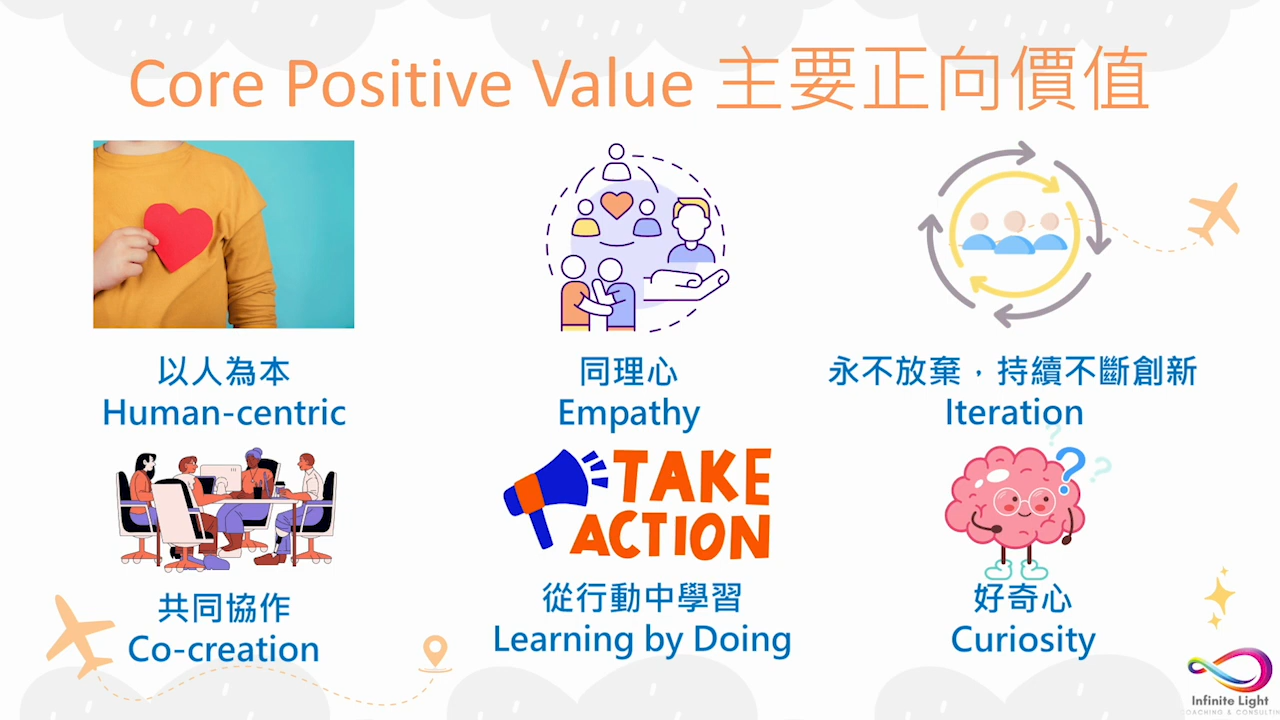 Core Positive Value 主要正向價值
以人為本
Human-centric
同理心
Empathy
永不放棄，持續不斷創新
Iteration
共同協作
Co-creation
TAKE
ACTION
從行動中學習
Learning by Doing
好奇心
Curiosity
Infinite Light
COACHING & CONSULTIN